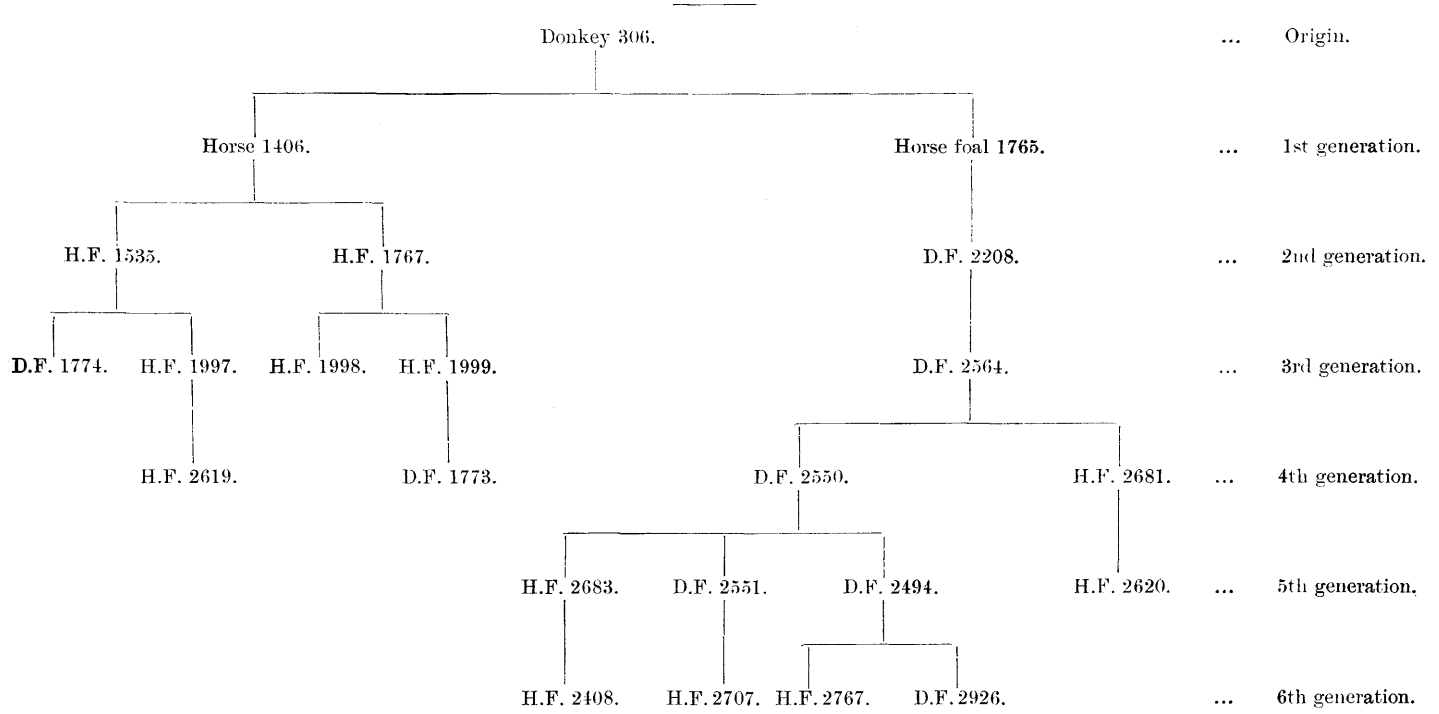 Donkey 306. ... Origin.
Horse 1406. Horse foal 1765. ... 1st generation.
H.F. 1535. H.F. 1767. D.F. 2208. ... 2nd generation.
D.F. 1774. H.F. 1997. H.F. 1998. H.F. 1999. D.F. 2564. ... 3rd generation.
H.F. 2619. D.F. 1773. D.F. 2550. H.F. 2681. ... 4th generation.
H.F. 2683. D.F. 2551. D.F. 2494. H.F. 2620. ... 5th generation.
H.F. 2408. H.F. 2707. H.F. 2767. D.F. 2926. ... 6th generation.